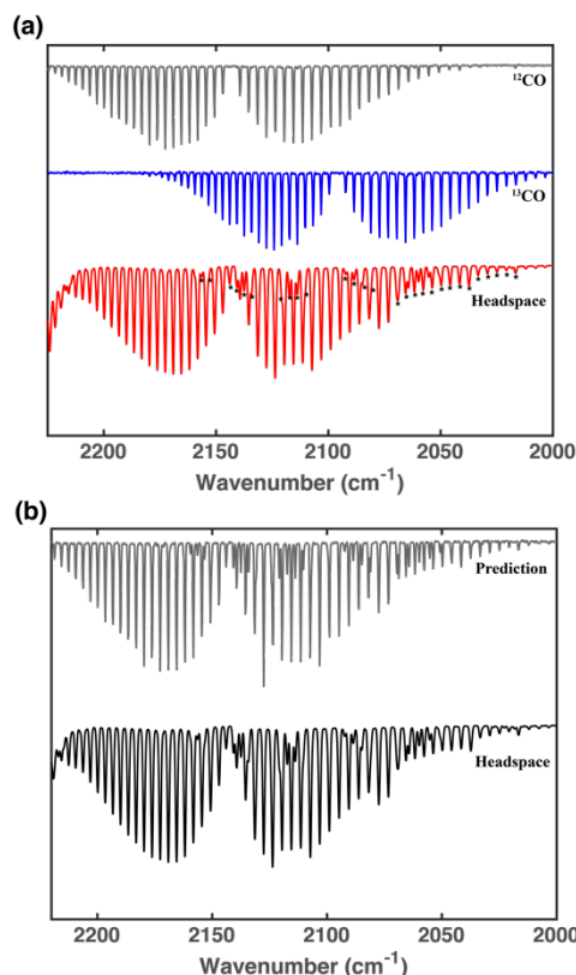 (a)
¹²CO
¹³CO
* * * * * * * * * * * * * * * * * * * * * * * * * * * * *
Headspace
2200 2150 2100 2050 2000
Wavenumber (cm⁻¹)
(b)
Prediction
Headspace
2200 2150 2100 2050 2000
Wavenumber (cm⁻¹)